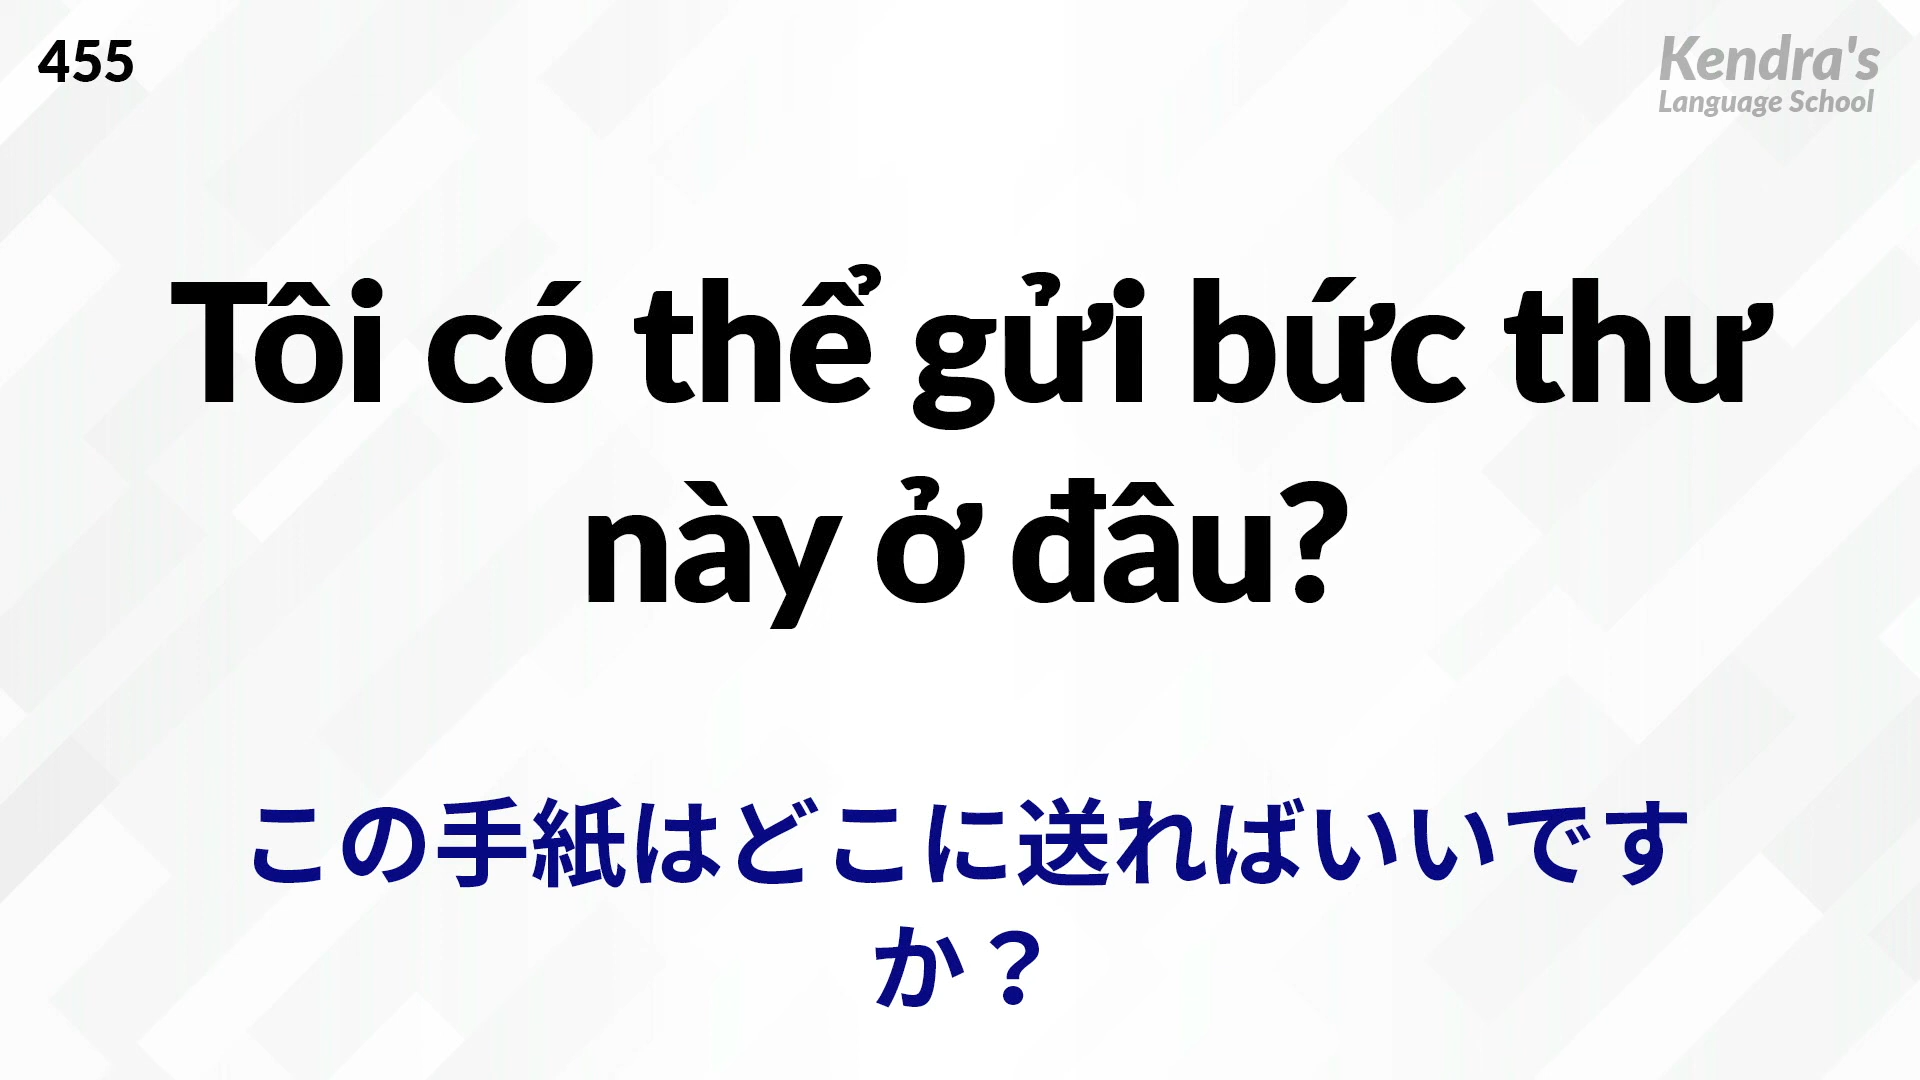 455
Kendra's
Language School
Tôi có thể gửi bức thư
này ở đâu?
この手紙はどこに送ればいいです
か？